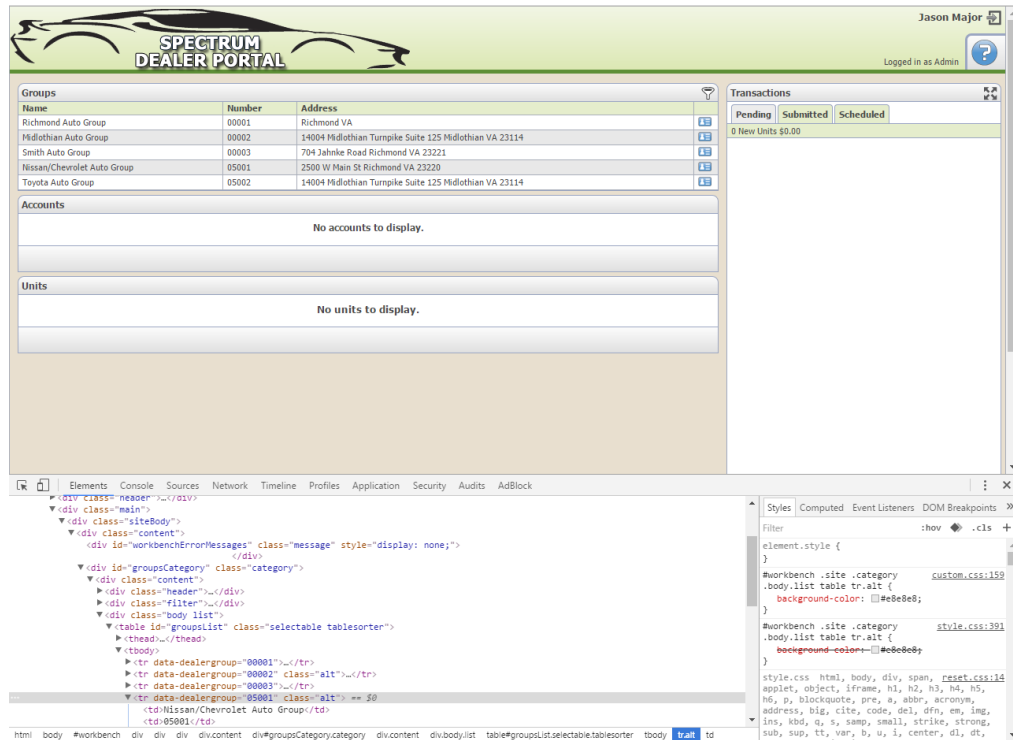 Jason Major
SPECTRUM
DEALER PORTAL
Logged in as Admin
?
Groups
Name Number Address
Richmond Auto Group 00001 Richmond VA
Midlothian Auto Group 00002 14004 Midlothian Turnpike Suite 125 Midlothian VA 23114
Smith Auto Group 00003 704 Jahnke Road Richmond VA 23221
Nissan/Chevrolet Auto Group 05001 2500 W Main St Richmond VA 23220
Toyota Auto Group 05002 14004 Midlothian Turnpike Suite 125 Midlothian VA 23114
Accounts
No accounts to display.
Units
No units to display.
Transactions
Pending Submitted Scheduled
0 New Units $0.00
Elements Console Sources Network Timeline Profiles Application Security Audits AdBlock
▶<div class="header">…</div>
▼<div class="main">
▼<div class="siteBody">
▼<div class="content">
<div id="workbenchErrorMessages" class="message" style="display: none;">
</div>
▼<div id="groupsCategory" class="category">
▼<div class="content">
▶<div class="header">…</div>
▶<div class="filter">…</div>
▼<div class="body list">
▼<table id="groupsList" class="selectable tablesorter">
▶<thead>…</thead>
▼<tbody>
▶<tr data-dealergroup="00001">…</tr>
▶<tr data-dealergroup="00002" class="alt">…</tr>
▶<tr data-dealergroup="00003">…</tr>
… ▼<tr data-dealergroup="05001" class="alt"> == $0
<td>Nissan/Chevrolet Auto Group</td>
<td>05001</td>
html body #workbench div div div div.content div#groupsCategory.category div.content div.body.list table#groupsList.selectable.tablesorter tbody tr.alt td
Styles Computed Event Listeners DOM Breakpoints »
Filter :hov .cls +
element.style {
}
#workbench .site .category custom.css:159
.body.list table tr.alt {
background-color: #e8e8e8;
}
#workbench .site .category style.css:391
.body.list table tr.alt {
background-color: #e8e8e8;
}
style.css html, body, div, span, reset.css:14
applet, object, iframe, h1, h2, h3, h4, h5,
h6, p, blockquote, pre, a, abbr, acronym,
address, big, cite, code, del, dfn, em, img,
ins, kbd, q, s, samp, small, strike, strong,
sub, sup, tt, var, b, u, i, center, dl, dt,